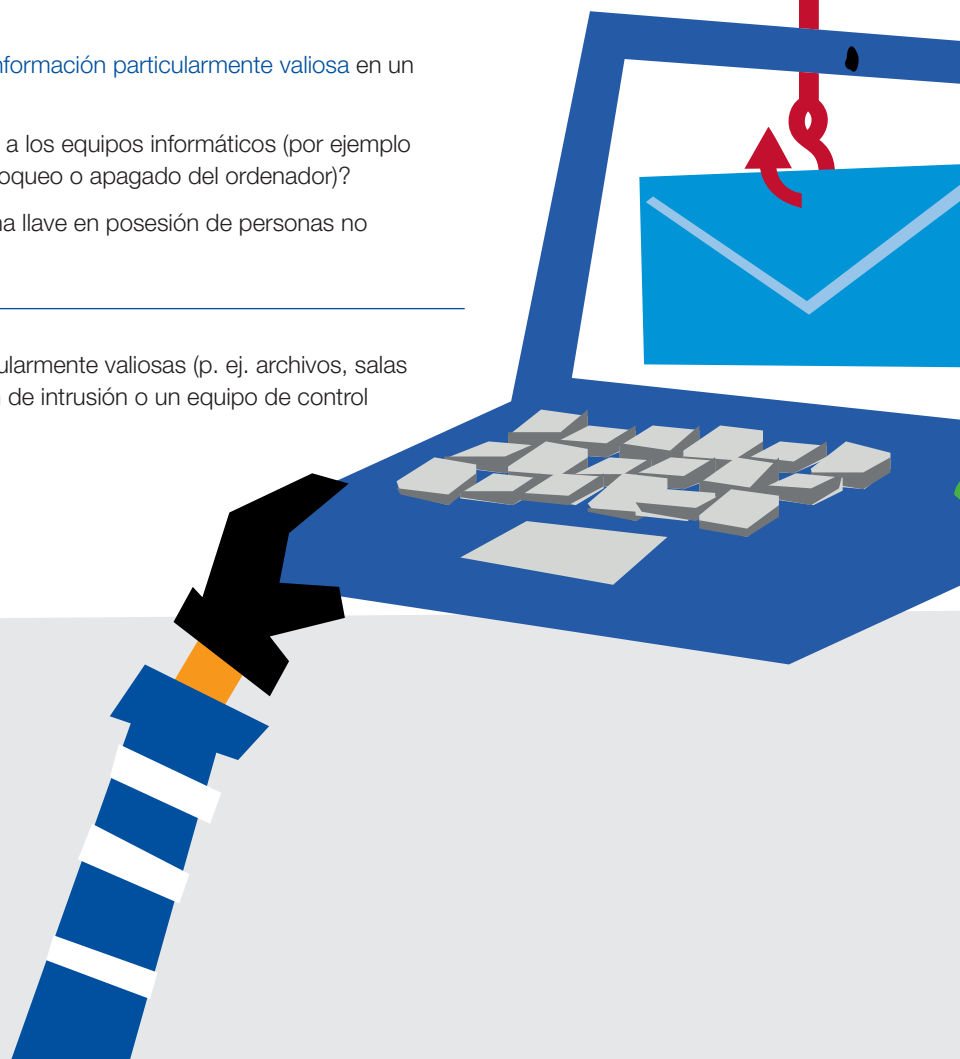 nformación particularmente valiosa en un
a los equipos informáticos (por ejemplo
oqueo o apagado del ordenador)?
na llave en posesión de personas no
ularmente valiosas (p. ej. archivos, salas
de intrusión o un equipo de control